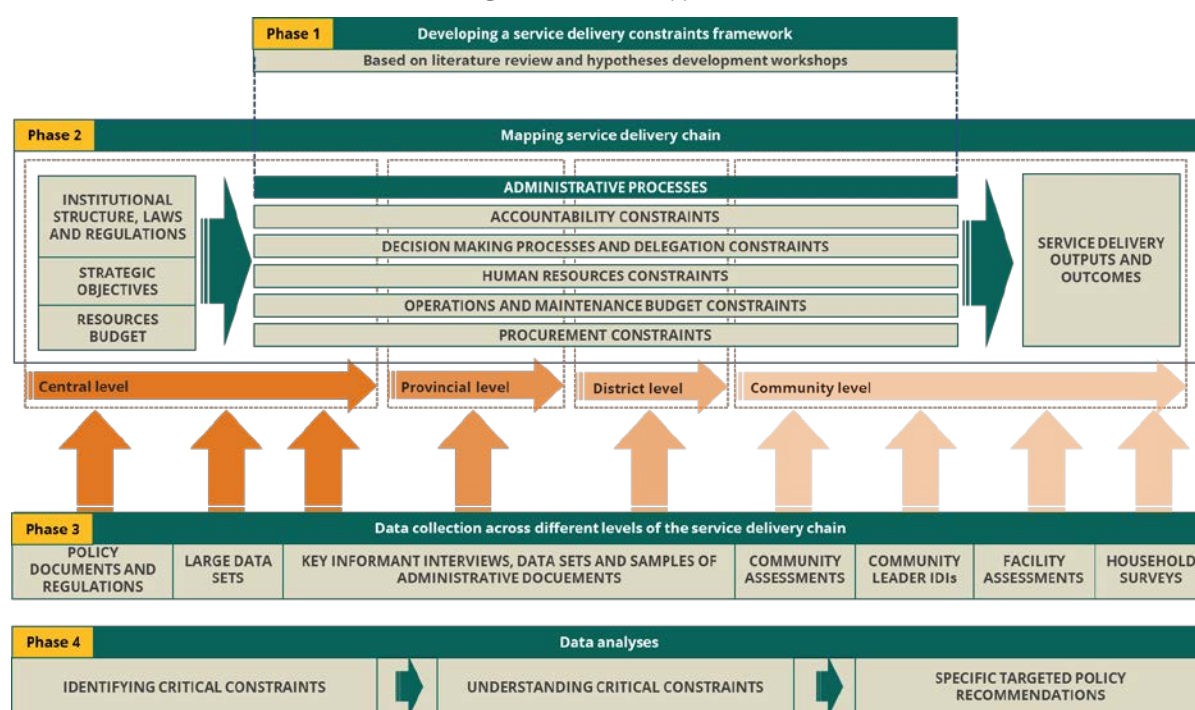 Phase 1
Developing a service delivery constraints framework
Based on literature review and hypotheses development workshops
Phase 2
Mapping service delivery chain
INSTITUTIONAL
STRUCTURE, LAWS
AND REGULATIONS
STRATEGIC
OBJECTIVES
RESOURCES
BUDGET
ADMINISTRATIVE PROCESSES
ACCOUNTABILITY CONSTRAINTS
DECISION MAKING PROCESSES AND DELEGATION CONSTRAINTS
HUMAN RESOURCES CONSTRAINTS
OPERATIONS AND MAINTENANCE BUDGET CONSTRAINTS
PROCUREMENT CONSTRAINTS
SERVICE DELIVERY
OUTPUTS AND
OUTCOMES
Central level
Provincial level
District level
Community level
Phase 3
Data collection across different levels of the service delivery chain
POLICY
DOCUMENTS AND
REGULATIONS
LARGE DATA
SETS
KEY INFORMANT INTERVIEWS, DATA SETS AND SAMPLES OF
ADMINISTRATIVE DOCUEMENTS
COMMUNITY
ASSESSMENTS
COMMUNITY
LEADER IDIs
FACILITY
ASSESSMENTS
HOUSEHOLD
SURVEYS
Phase 4
Data analyses
IDENTIFYING CRITICAL CONSTRAINTS
UNDERSTANDING CRITICAL CONSTRAINTS
SPECIFIC TARGETED POLICY
RECOMMENDATIONS